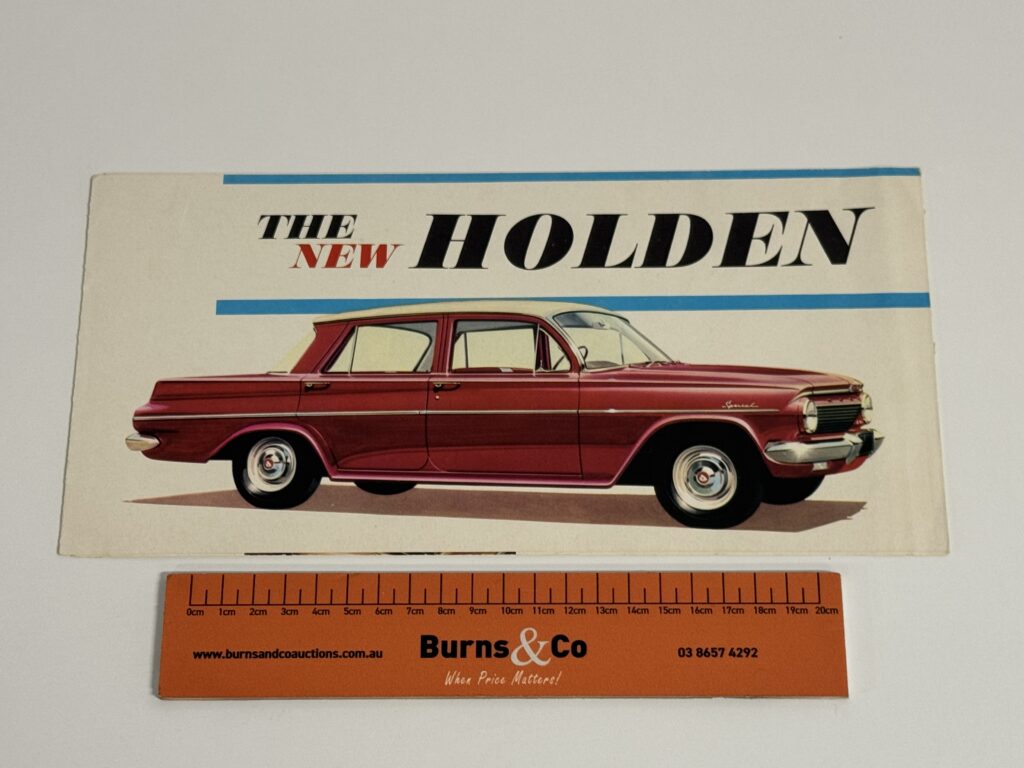 THE
NEW HOLDEN
Special
0cm 1cm 2cm 3cm 4cm 5cm 6cm 7cm 8cm 9cm 10cm 11cm 12cm 13cm 14cm 15cm 16cm 17cm 18cm 19cm 20cm
www.burnsandcoauctions.com.au Burns&Co 03 8657 4292
When Price Matters!